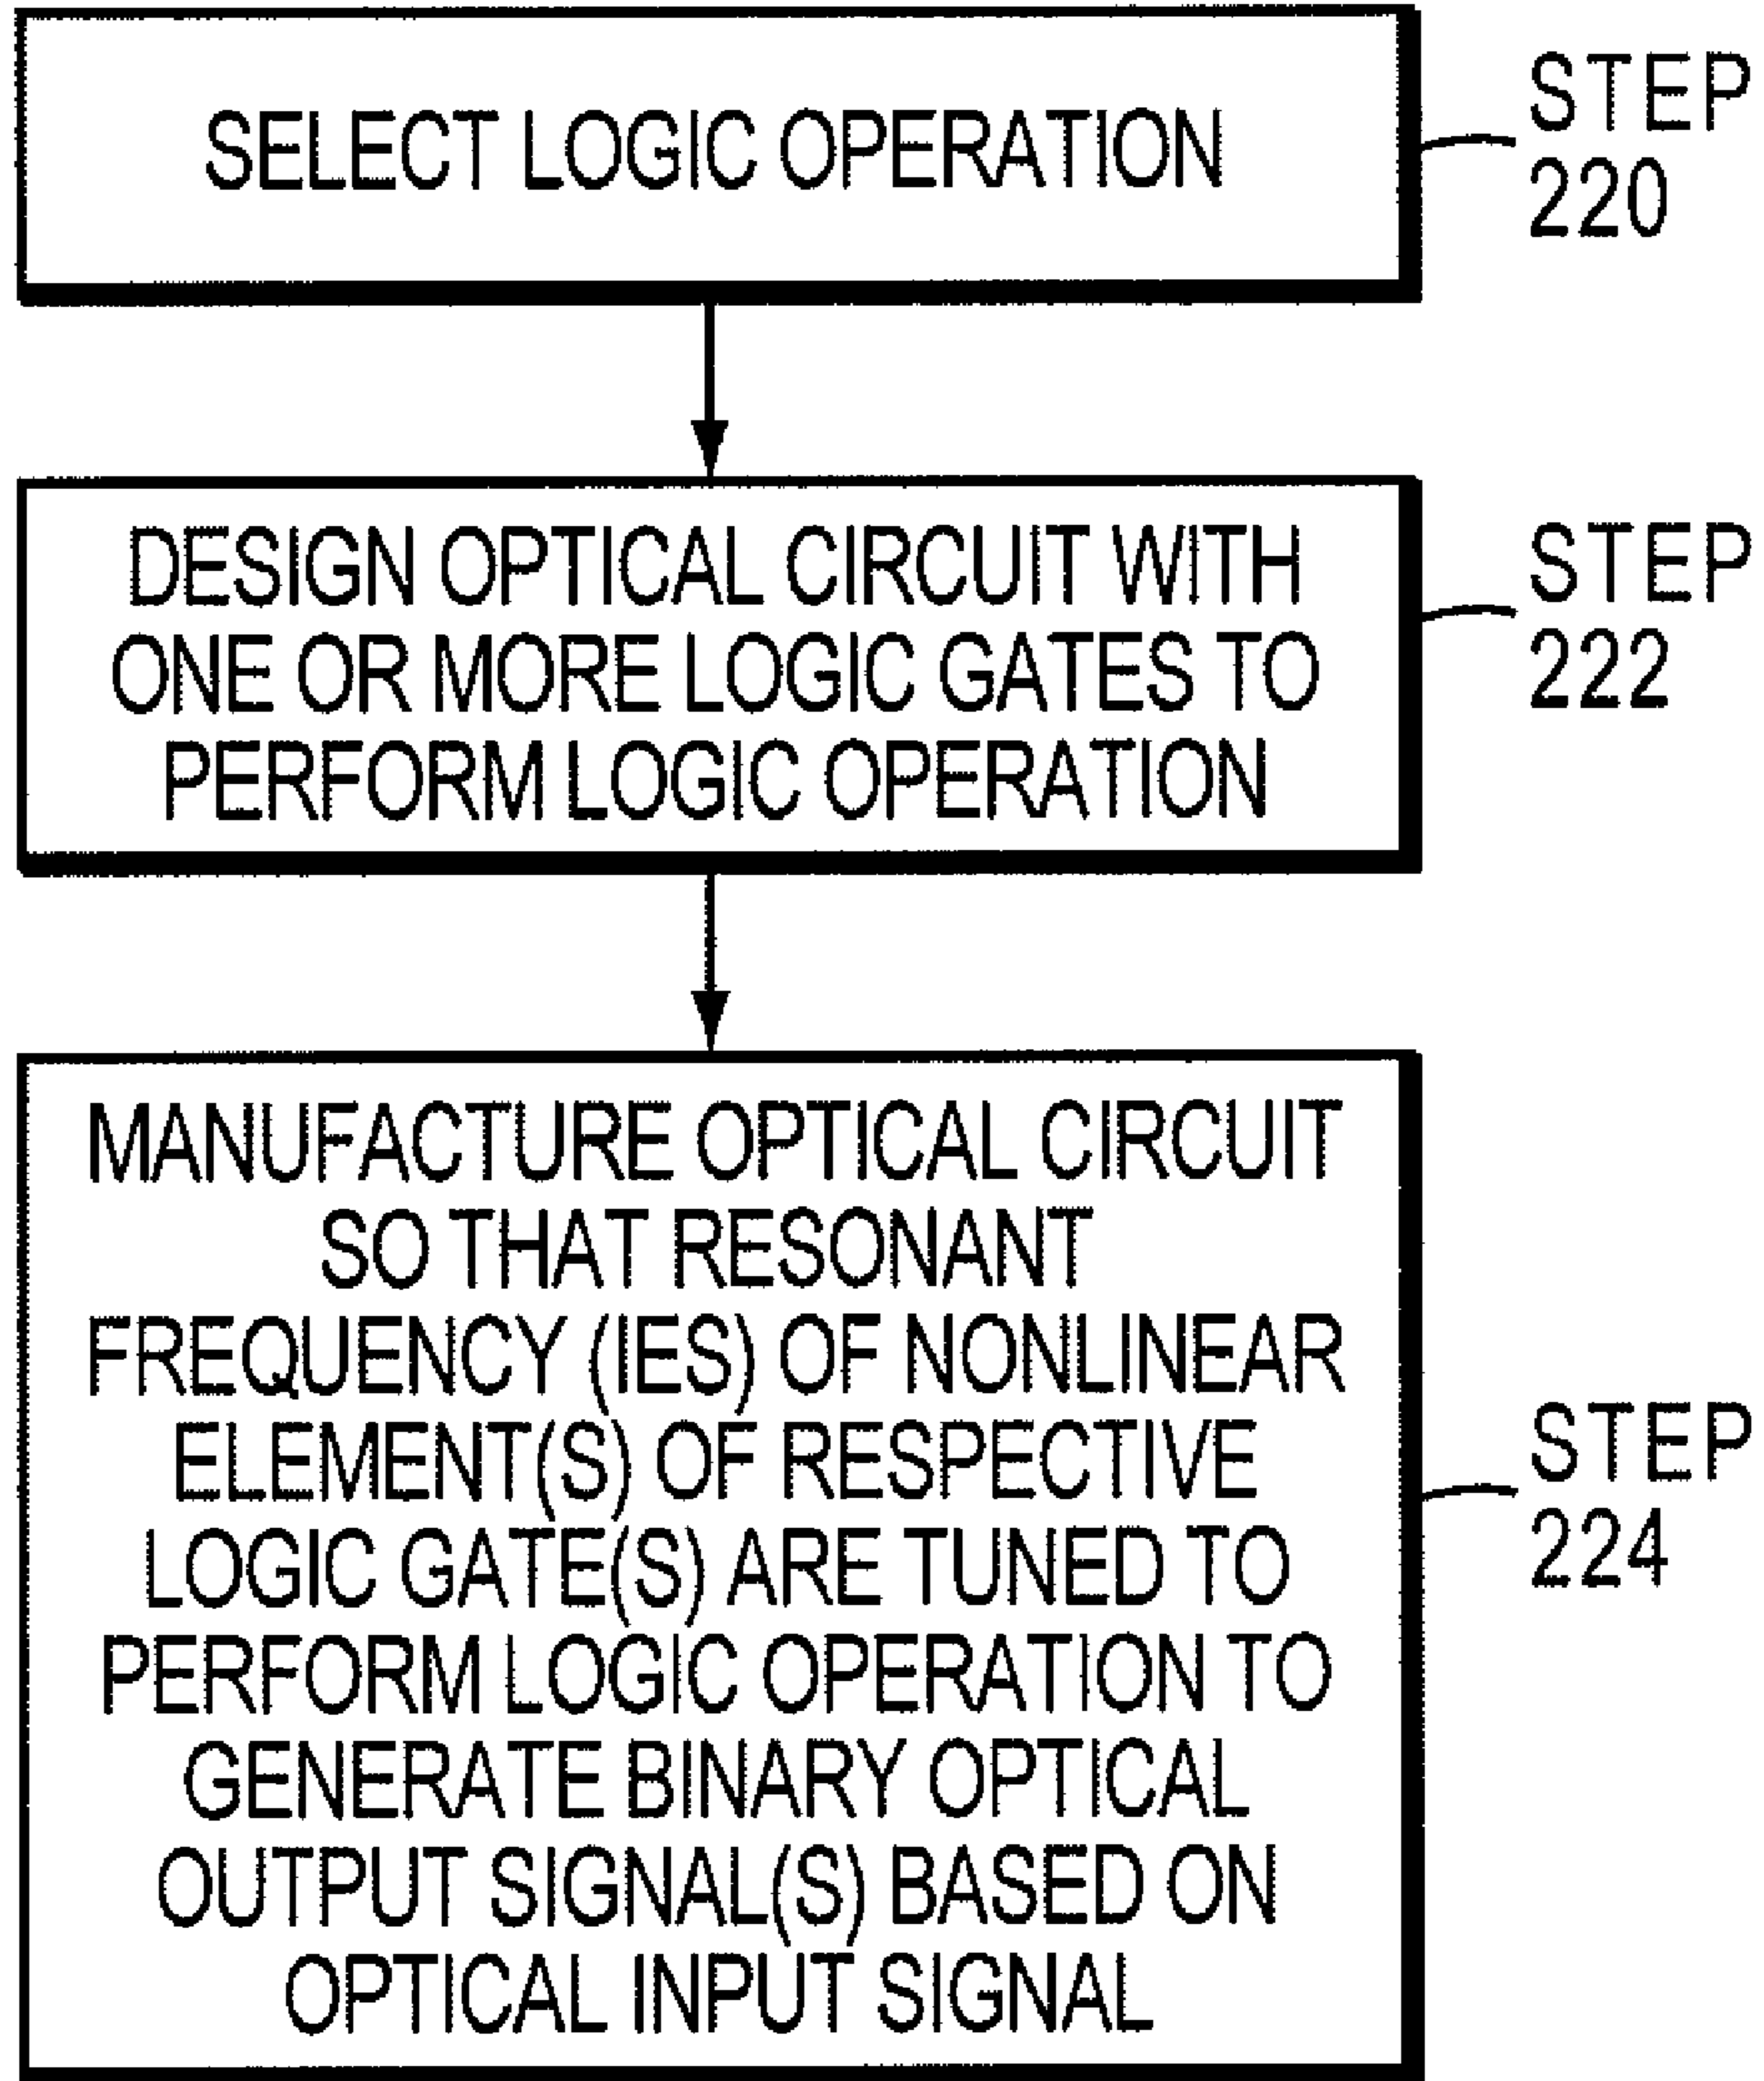 SELECT LOGIC OPERATION
STEP
220
DESIGN OPTICAL CIRCUIT WITH
ONE OR MORE LOGIC GATES TO
PERFORM LOGIC OPERATION
STEP
222
MANUFACTURE OPTICAL CIRCUIT
SO THAT RESONANT
FREQUENCY (IES) OF NONLINEAR
ELEMENT(S) OF RESPECTIVE
LOGIC GATE(S) ARE TUNED TO
PERFORM LOGIC OPERATION TO
GENERATE BINARY OPTICAL
OUTPUT SIGNAL(S) BASED ON
OPTICAL INPUT SIGNAL
STEP
224